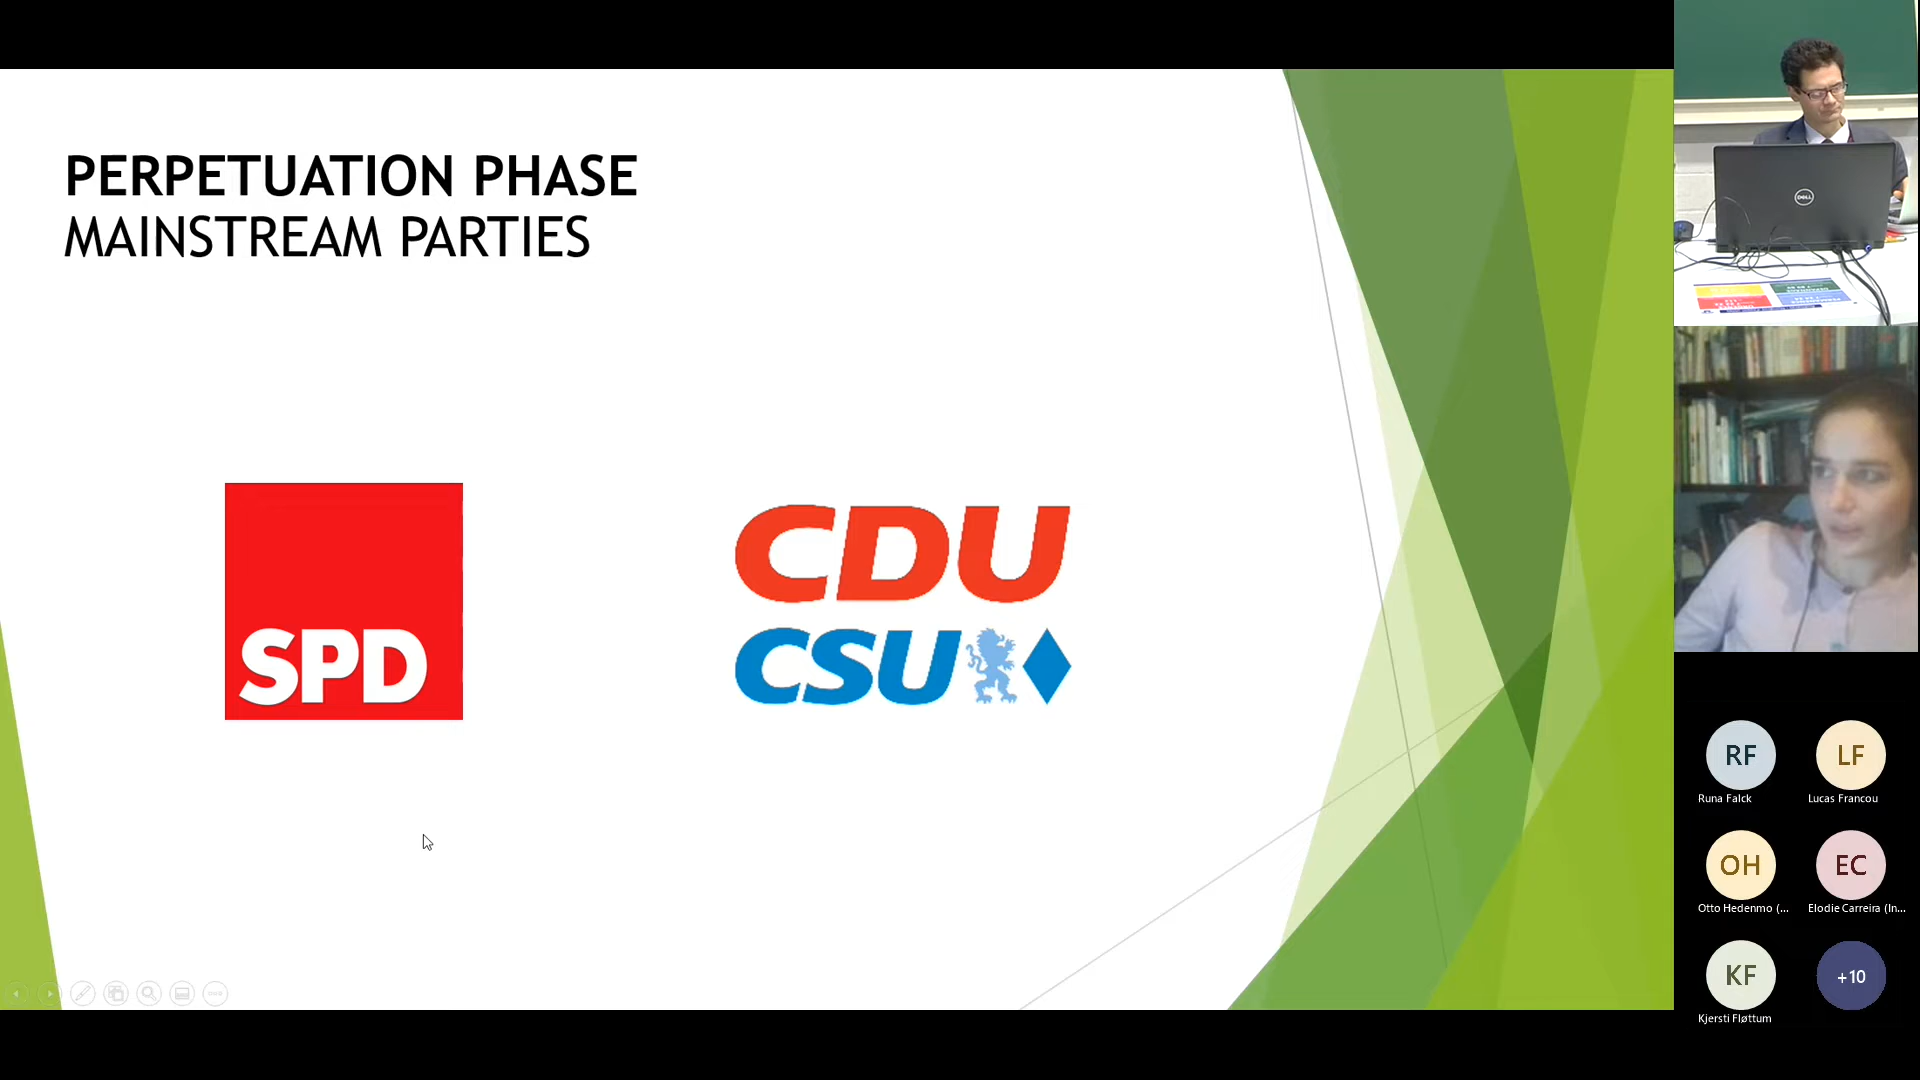 PERPETUATION PHASE
MAINSTREAM PARTIES
SPD
CDU
CSU
DELL
RF
LF
Runa Falck
Lucas Francou
OH
EC
Otto Hedenmo (...
Elodie Carreira (In...
KF
+10
Kjersti Fløttum